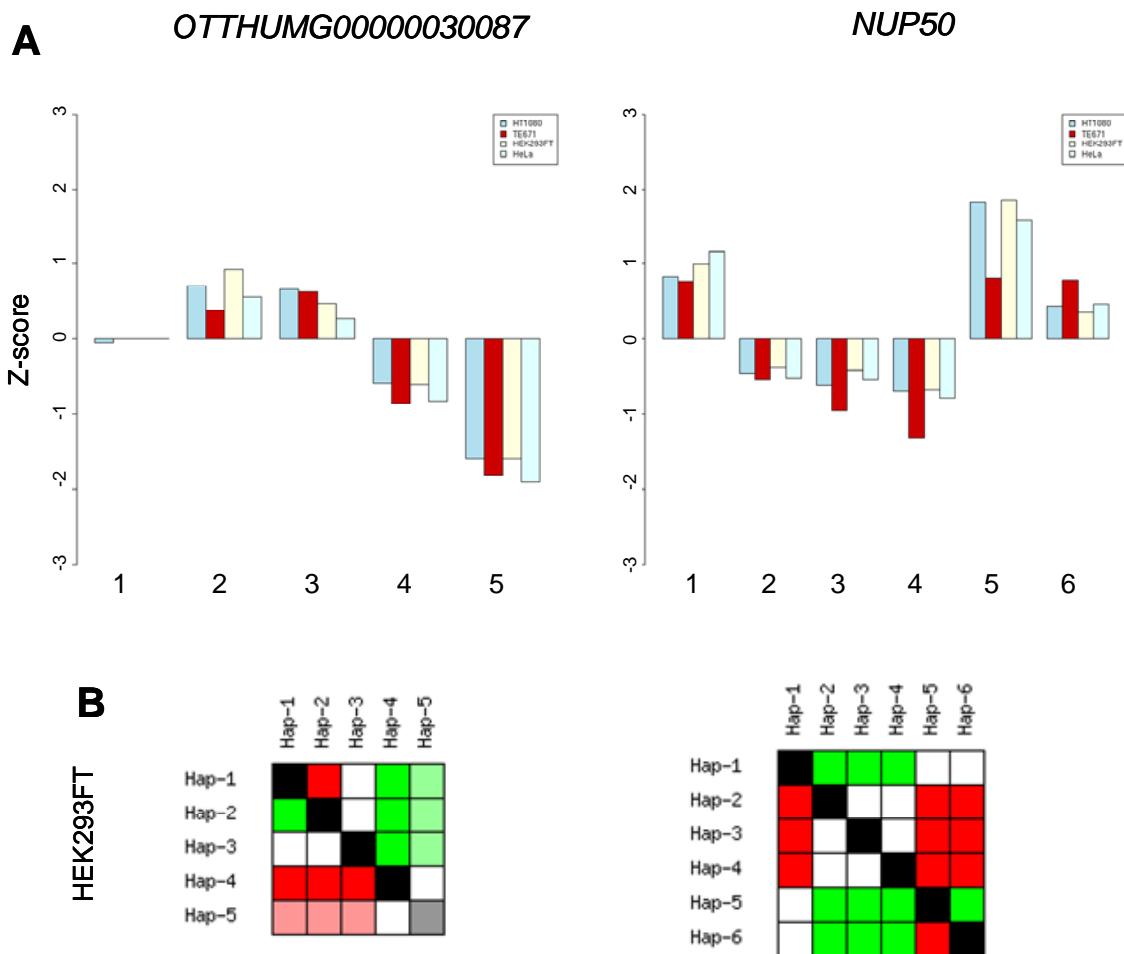 A
OTTHUMG00000030087
NUP50
Z-score
3
2
1
0
-1
-2
-3
HT1080
TE671
HEK293FT
HeLa
1 2 3 4 5
3
2
1
0
-1
-2
-3
HT1080
TE671
HEK293FT
HeLa
1 2 3 4 5 6
B
HEK293FT
Hap-1 Hap-2 Hap-3 Hap-4 Hap-5
Hap-1
Hap-2
Hap-3
Hap-4
Hap-5
Hap-1 Hap-2 Hap-3 Hap-4 Hap-5 Hap-6
Hap-1
Hap-2
Hap-3
Hap-4
Hap-5
Hap-6